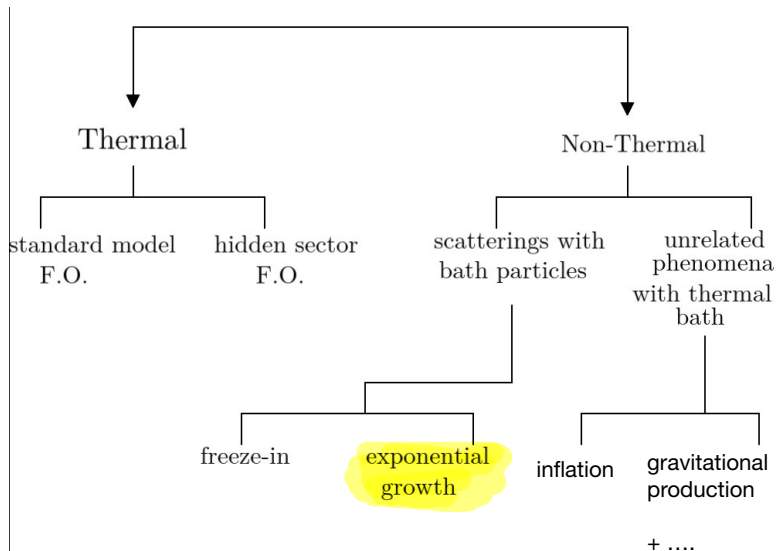 Thermal
Non-Thermal
standard model
F.O.
hidden sector
F.O.
scatterings with
bath particles
unrelated
phenomena
with thermal
bath
freeze-in
exponential
growth
inflation
gravitational
production
+ ....